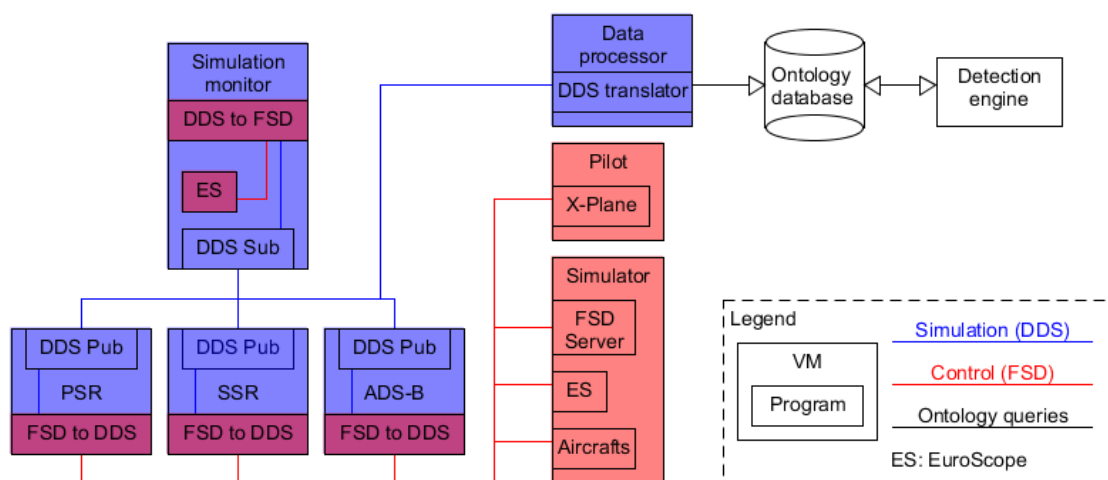 Simulation
monitor
DDS to FSD
ES
DDS Sub
Data
processor
DDS translator
Ontology
database
Detection
engine
Pilot
X-Plane
Simulator
FSD
Server
ES
Aircrafts
DDS Pub
PSR
FSD to DDS
DDS Pub
SSR
FSD to DDS
DDS Pub
ADS-B
FSD to DDS
Legend
VM
Program
Simulation (DDS)
Control (FSD)
Ontology queries
ES: EuroScope